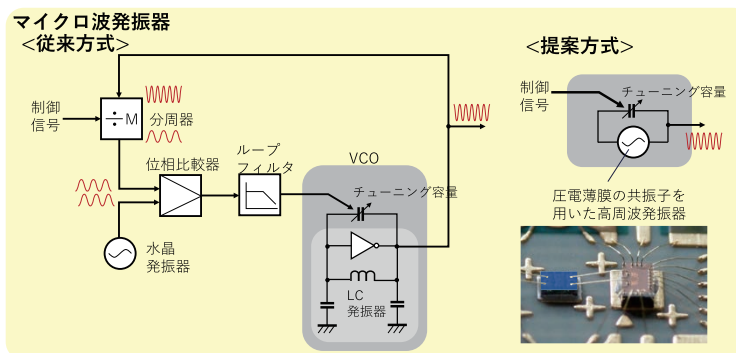 マイクロ波発振器
<従来方式>
制御
信号
÷M
分周器
位相比較器
ループ
フィルタ
水晶
発振器
VCO
チューニング容量
LC
発振器
<提案方式>
制御
信号
チューニング容量
圧電薄膜の共振子を
用いた高周波発振器